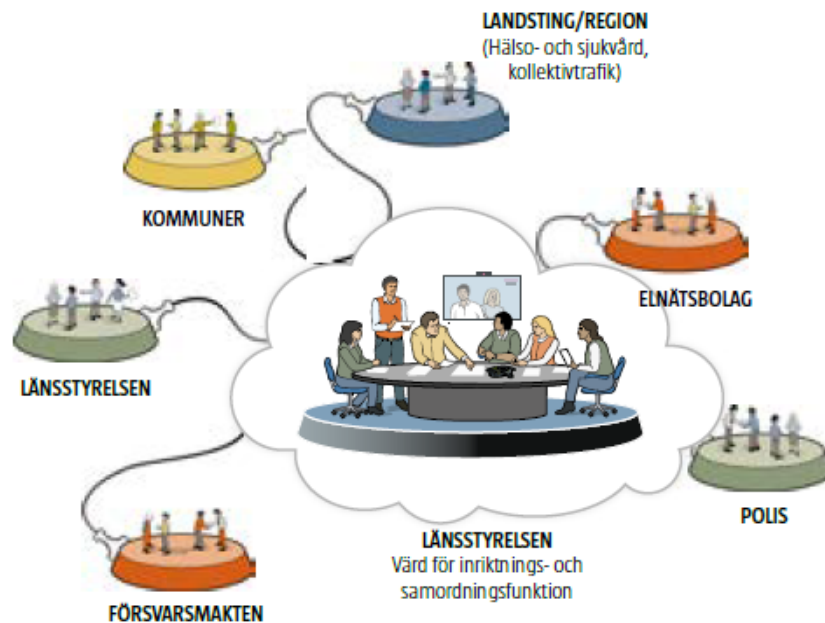 LANDSTING/REGION
(Hälso- och sjukvård,
kollektivtrafik)
KOMMUNER
ELNÄTSBOLAG
LÄNSSTYRELSEN
POLIS
LÄNSSTYRELSEN
Värd för inriktnings- och
samordningsfunktion
FÖRSVARSMAKTEN